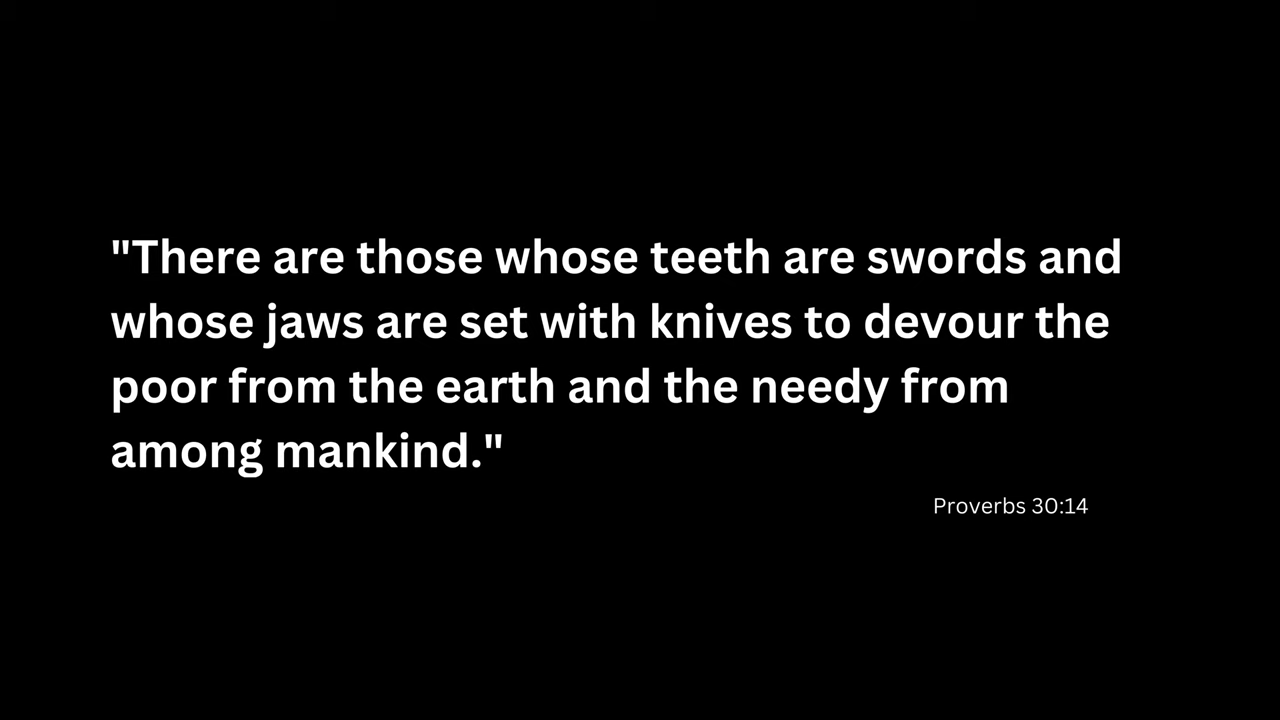 "There are those whose teeth are swords and
whose jaws are set with knives to devour the
poor from the earth and the needy from
among mankind."
Proverbs 30:14